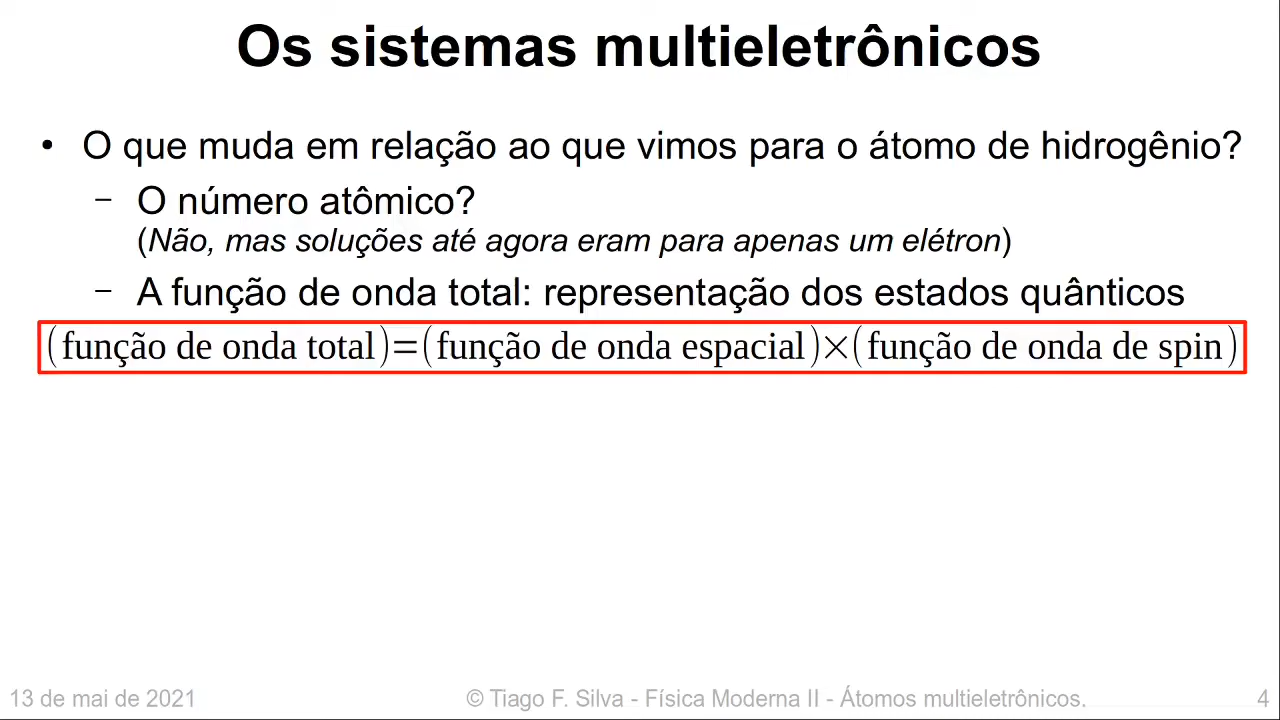 Os sistemas multieletrônicos
• O que muda em relação ao que vimos para o átomo de hidrogênio?
– O número atômico?
(Não, mas soluções até agora eram para apenas um elétron)
– A função de onda total: representação dos estados quânticos
(função de onda total)=(função de onda espacial)×(função de onda de spin)
13 de mai de 2021 © Tiago F. Silva - Física Moderna II - Átomos multieletrônicos. 4